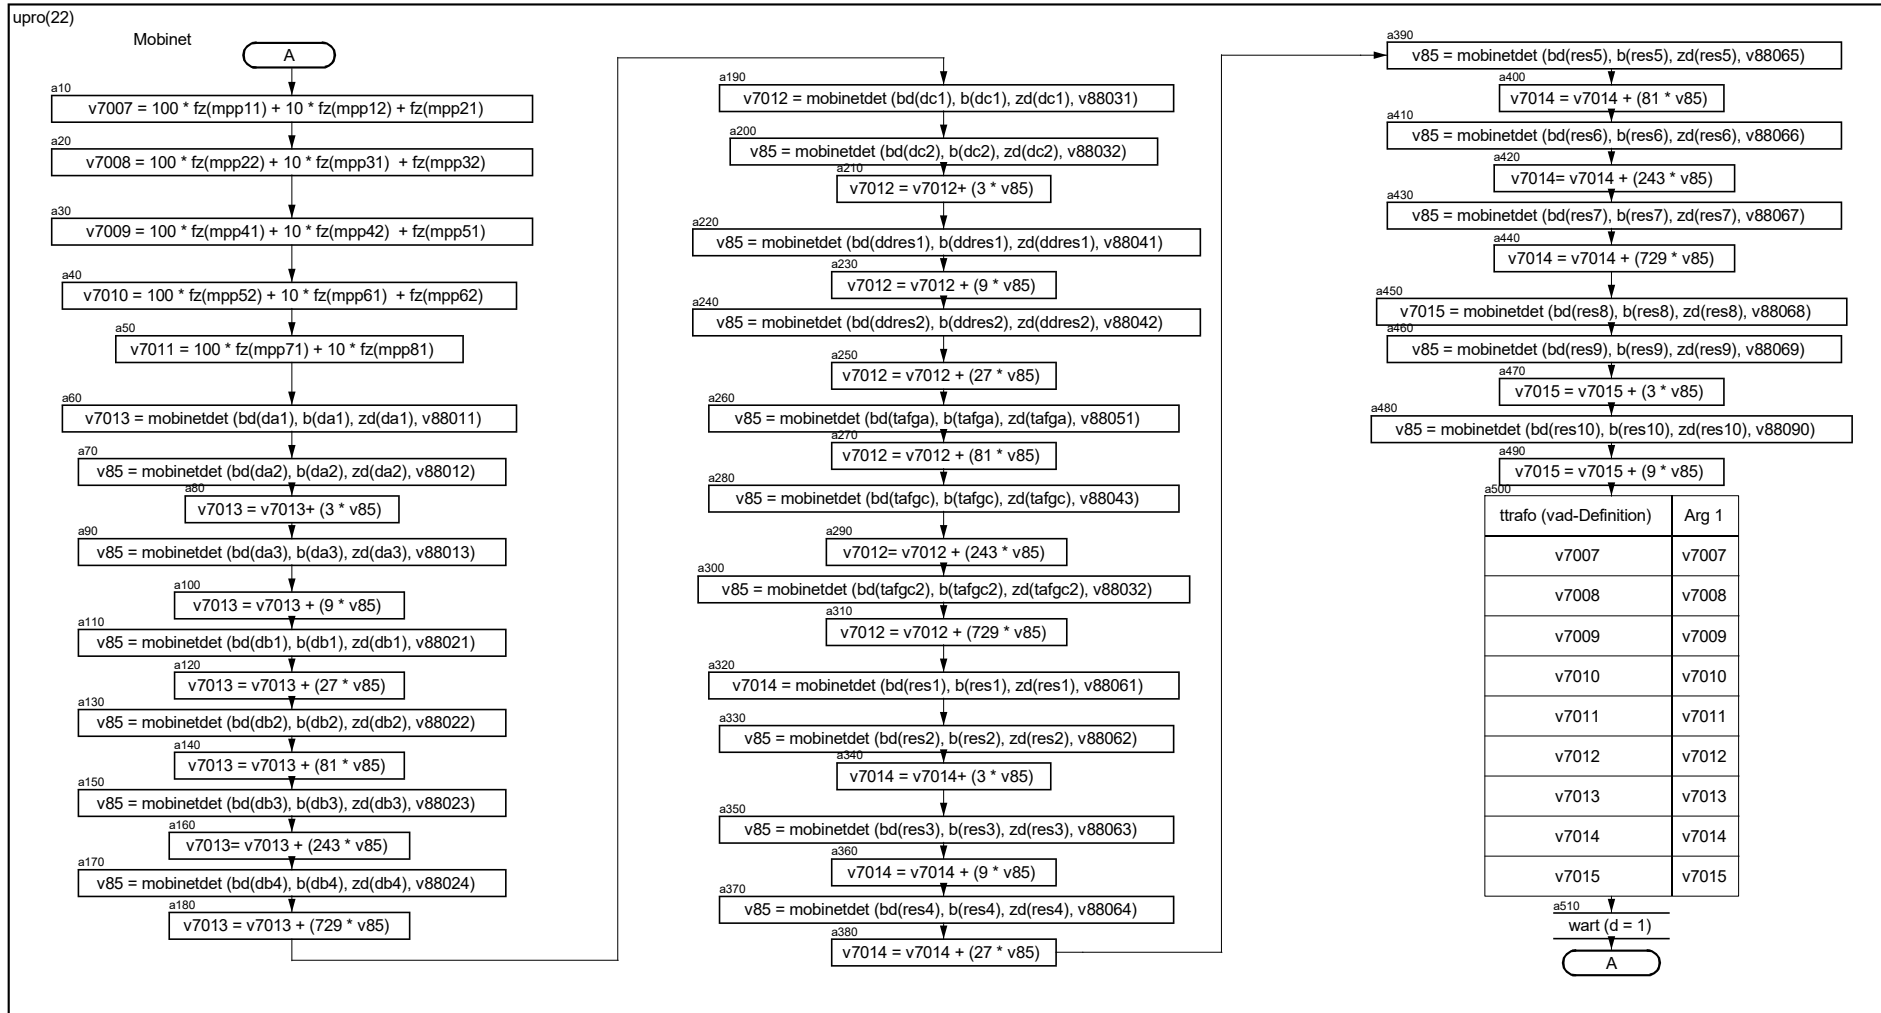 upro(22)
Mobinet
A
a10
v7007 = 100 * fz(mpp11) + 10 * fz(mpp12) + fz(mpp21)
a20
v7008 = 100 * fz(mpp22) + 10 * fz(mpp31) + fz(mpp32)
a30
v7009 = 100 * fz(mpp41) + 10 * fz(mpp42) + fz(mpp51)
a40
v7010 = 100 * fz(mpp52) + 10 * fz(mpp61) + fz(mpp62)
a50
v7011 = 100 * fz(mpp71) + 10 * fz(mpp81)
a60
v7013 = mobinetdet (bd(da1), b(da1), zd(da1), v88011)
a70
v85 = mobinetdet (bd(da2), b(da2), zd(da2), v88012)
a80
v7013 = v7013+ (3 * v85)
a90
v85 = mobinetdet (bd(da3), b(da3), zd(da3), v88013)
a100
v7013 = v7013 + (9 * v85)
a110
v85 = mobinetdet (bd(db1), b(db1), zd(db1), v88021)
a120
v7013 = v7013 + (27 * v85)
a130
v85 = mobinetdet (bd(db2), b(db2), zd(db2), v88022)
a140
v7013 = v7013 + (81 * v85)
a150
v85 = mobinetdet (bd(db3), b(db3), zd(db3), v88023)
a160
v7013= v7013 + (243 * v85)
a170
v85 = mobinetdet (bd(db4), b(db4), zd(db4), v88024)
a180
v7013 = v7013 + (729 * v85)
a190
v7012 = mobinetdet (bd(dc1), b(dc1), zd(dc1), v88031)
a200
v85 = mobinetdet (bd(dc2), b(dc2), zd(dc2), v88032)
a210
v7012 = v7012+ (3 * v85)
a220
v85 = mobinetdet (bd(ddres1), b(ddres1), zd(ddres1), v88041)
a230
v7012 = v7012 + (9 * v85)
a240
v85 = mobinetdet (bd(ddres2), b(ddres2), zd(ddres2), v88042)
a250
v7012 = v7012 + (27 * v85)
a260
v85 = mobinetdet (bd(tafga), b(tafga), zd(tafga), v88051)
a270
v7012 = v7012 + (81 * v85)
a280
v85 = mobinetdet (bd(tafgc), b(tafgc), zd(tafgc), v88043)
a290
v7012= v7012 + (243 * v85)
a300
v85 = mobinetdet (bd(tafgc2), b(tafgc2), zd(tafgc2), v88032)
a310
v7012 = v7012 + (729 * v85)
a320
v7014 = mobinetdet (bd(res1), b(res1), zd(res1), v88061)
a330
v85 = mobinetdet (bd(res2), b(res2), zd(res2), v88062)
a340
v7014 = v7014+ (3 * v85)
a350
v85 = mobinetdet (bd(res3), b(res3), zd(res3), v88063)
a360
v7014 = v7014 + (9 * v85)
a370
v85 = mobinetdet (bd(res4), b(res4), zd(res4), v88064)
a380
v7014 = v7014 + (27 * v85)
a390
v85 = mobinetdet (bd(res5), b(res5), zd(res5), v88065)
a400
v7014 = v7014 + (81 * v85)
a410
v85 = mobinetdet (bd(res6), b(res6), zd(res6), v88066)
a420
v7014= v7014 + (243 * v85)
a430
v85 = mobinetdet (bd(res7), b(res7), zd(res7), v88067)
a440
v7014 = v7014 + (729 * v85)
a450
v7015 = mobinetdet (bd(res8), b(res8), zd(res8), v88068)
a460
v85 = mobinetdet (bd(res9), b(res9), zd(res9), v88069)
a470
v7015 = v7015 + (3 * v85)
a480
v85 = mobinetdet (bd(res10), b(res10), zd(res10), v88090)
a490
v7015 = v7015 + (9 * v85)
a500
ttrafo (vad-Definition) Arg 1
v7007 v7007
v7008 v7008
v7009 v7009
v7010 v7010
v7011 v7011
v7012 v7012
v7013 v7013
v7014 v7014
v7015 v7015
a510
wart (d = 1)
A